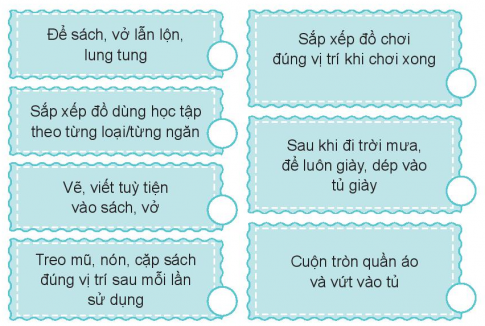 Để sách, vở lẫn lộn,
lung tung
Sắp xếp đồ dùng học tập
theo từng loại/từng ngăn
Vẽ, viết tuỳ tiện
vào sách, vở
Treo mũ, nón, cặp sách
đúng vị trí sau mỗi lần
sử dụng
Sắp xếp đồ chơi
đúng vị trí khi chơi xong
Sau khi đi trời mưa,
để luôn giày, dép vào
tủ giày
Cuộn tròn quần áo
và vứt vào tủ